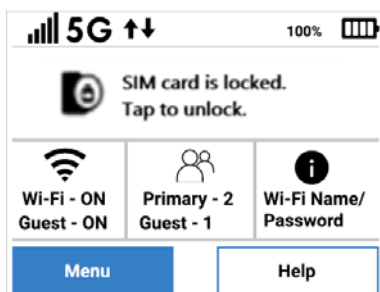 5G 100%
SIM card is locked.
Tap to unlock.
Wi-Fi - ON Primary - 2 Wi-Fi Name/
Guest - ON Guest - 1 Password
Menu Help